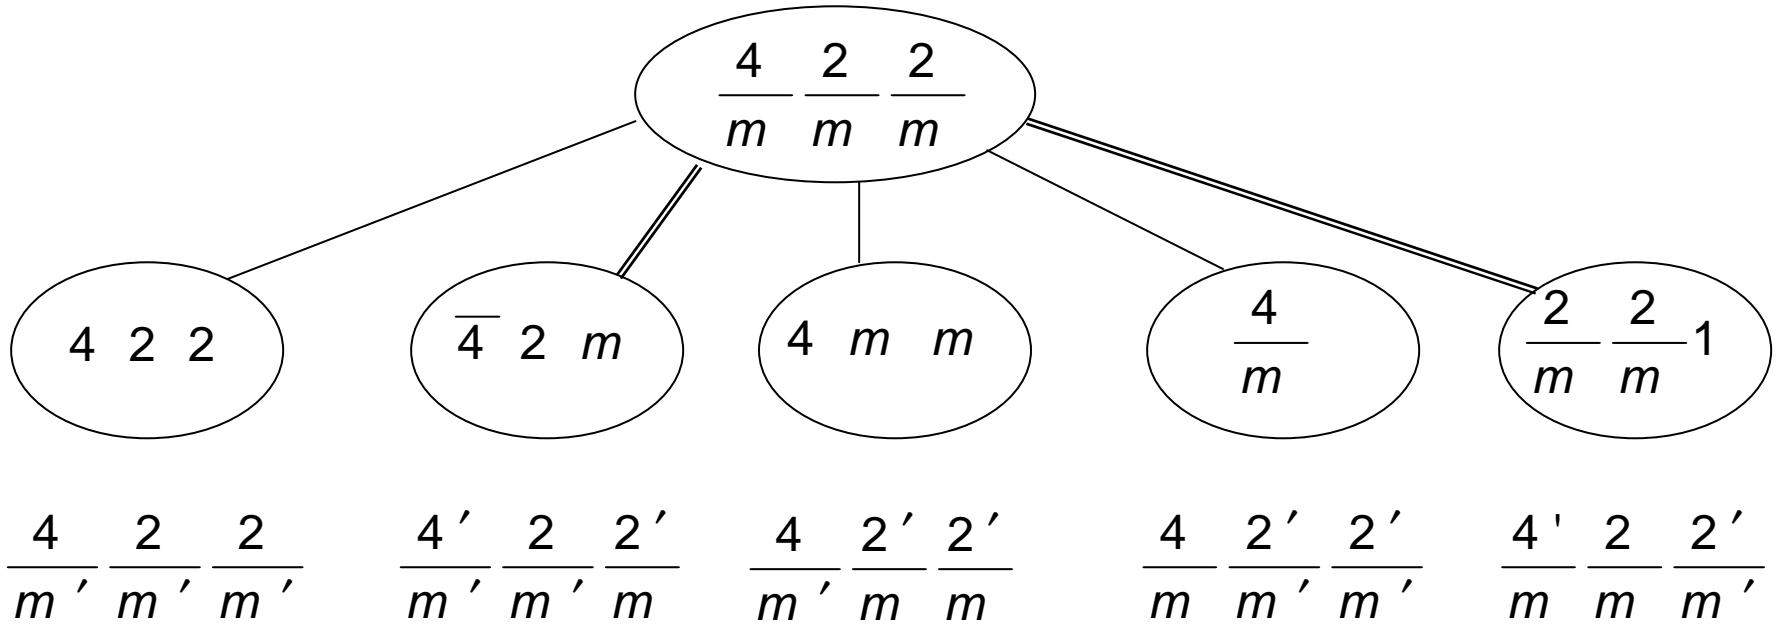 4 2 2
m m m
4 2 2
4̅ 2 m
4 m m
4
m
2 2
m m 1
4 2 2
m ′ m ′ m ′
4 ′ 2 2 ′
m ′ m ′ m
4 2 ′ 2 ′
m ′ m m
4 2 ′ 2 ′
m m ′ m ′
4 ' 2 2 ′
m m m ′